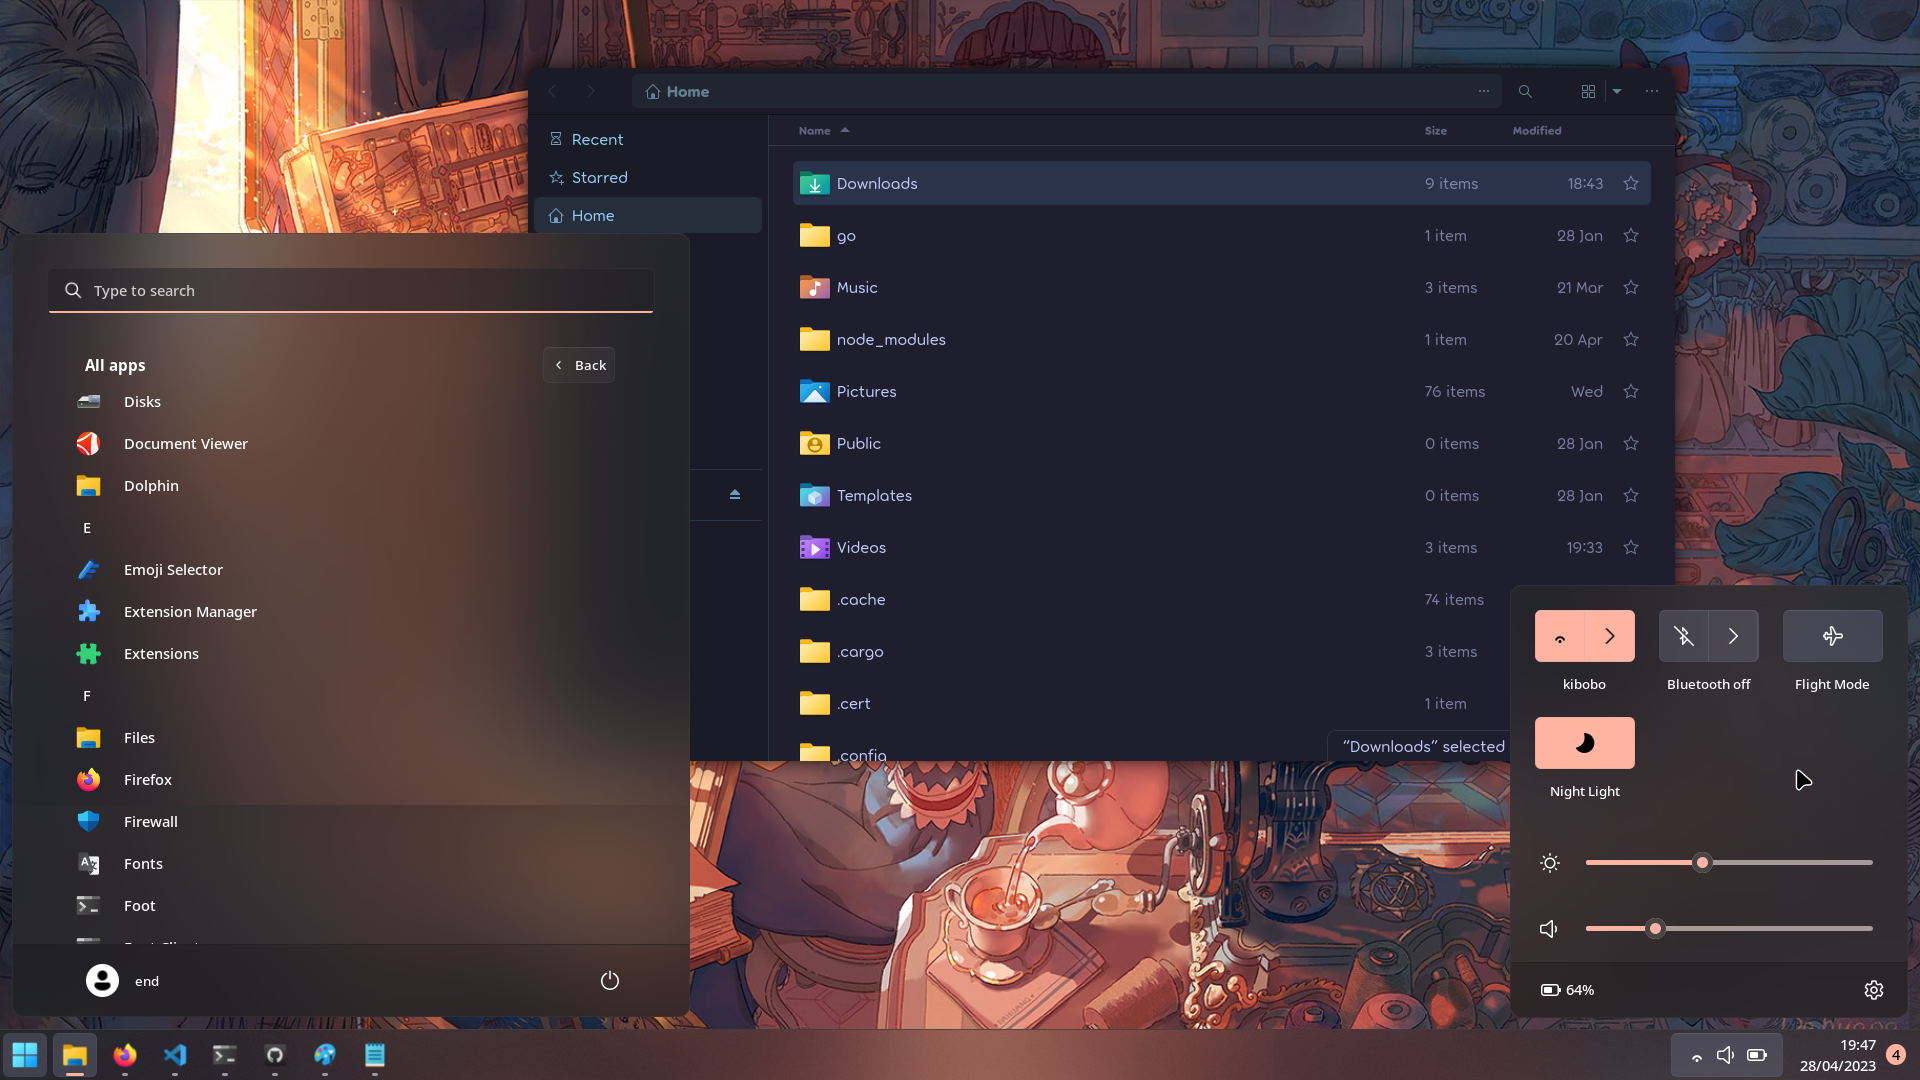 Home
Recent
Starred
Home
Name Size Modified
Downloads 9 items 18:43
go 1 item 28 Jan
Music 3 items 21 Mar
node_modules 1 item 20 Apr
Pictures 76 items Wed
Public 0 items 28 Jan
Templates 0 items 28 Jan
Videos 3 items 19:33
.cache 74 items
.cargo 3 items
.cert 1 item
.config
“Downloads” selected
Type to search
All apps
Back
Disks
Document Viewer
Dolphin
E
Emoji Selector
Extension Manager
Extensions
F
Files
Firefox
Firewall
Fonts
Foot
end
kibobo
Bluetooth off
Flight Mode
Night Light
64%
19:47
28/04/2023
4